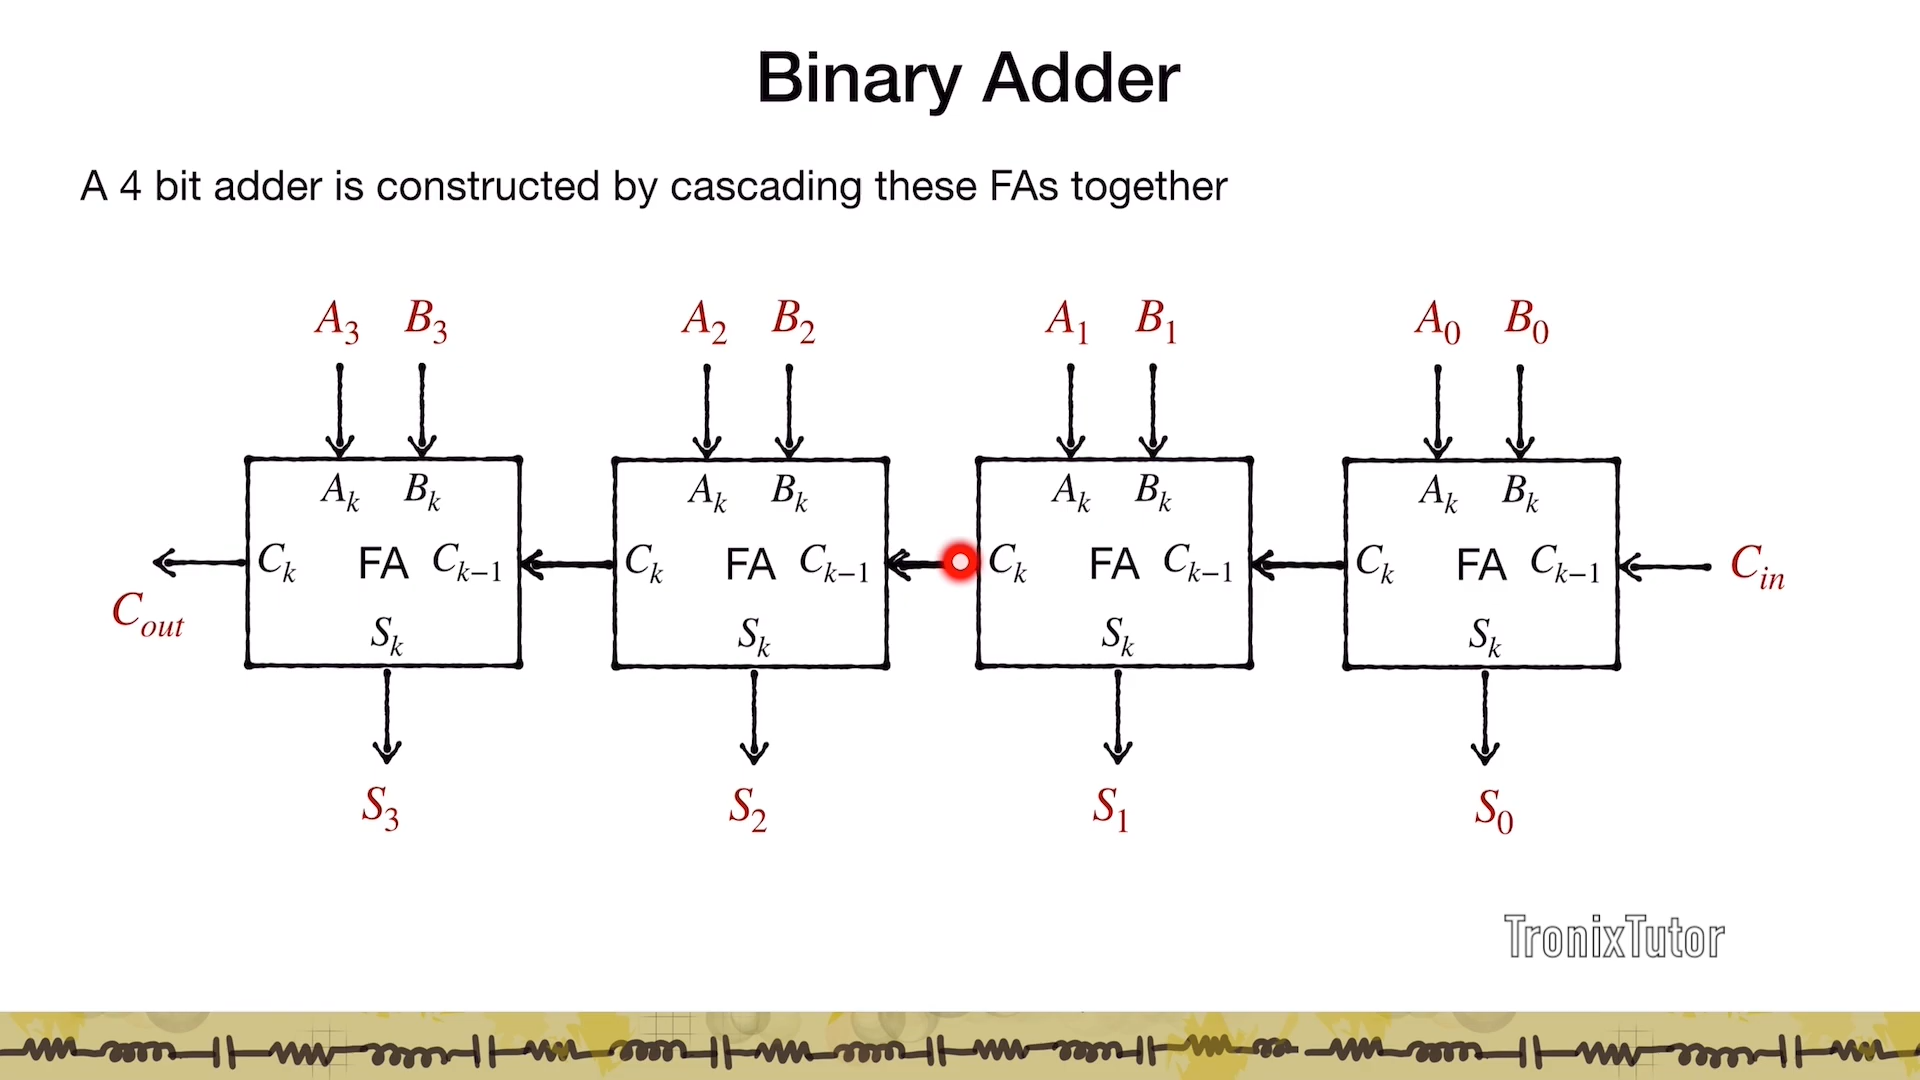 Binary Adder
A 4 bit adder is constructed by cascading these FAs together
A₃ B₃ A₂ B₂ A₁ B₁ A₀ B₀
Aₖ Bₖ Aₖ Bₖ Aₖ Bₖ Aₖ Bₖ
Cₖ FA Cₖ₋₁ Cₖ FA Cₖ₋₁ Cₖ FA Cₖ₋₁ Cₖ FA Cₖ₋₁ C_in
C_out
Sₖ Sₖ Sₖ Sₖ
S₃ S₂ S₁ S₀
TronixTutor